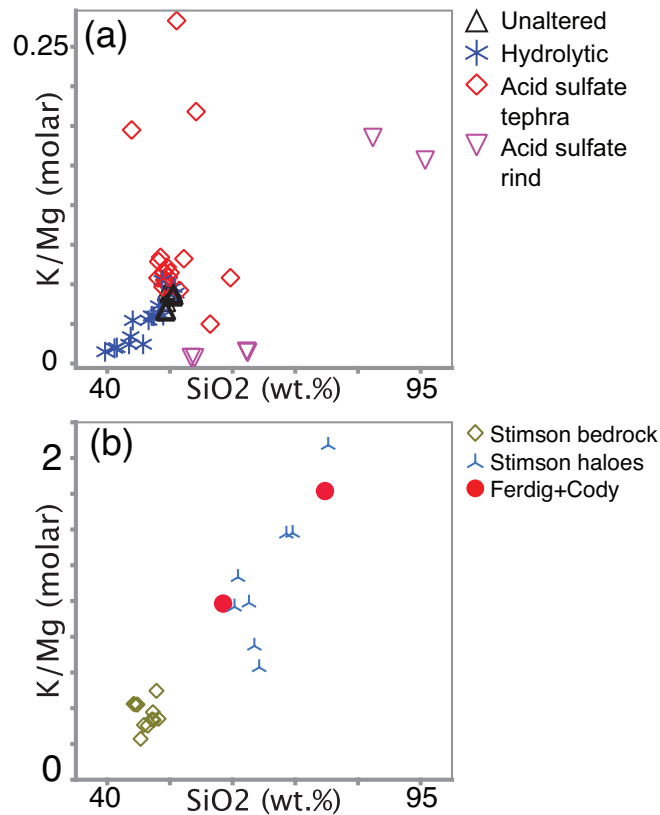 (a)
0.25
K/Mg (molar)
0
40
SiO2 (wt.%)
95
Unaltered
Hydrolytic
Acid sulfate
tephra
Acid sulfate
rind
(b)
2
K/Mg (molar)
0
40
SiO2 (wt.%)
95
Stimson bedrock
Stimson haloes
Ferdig+Cody